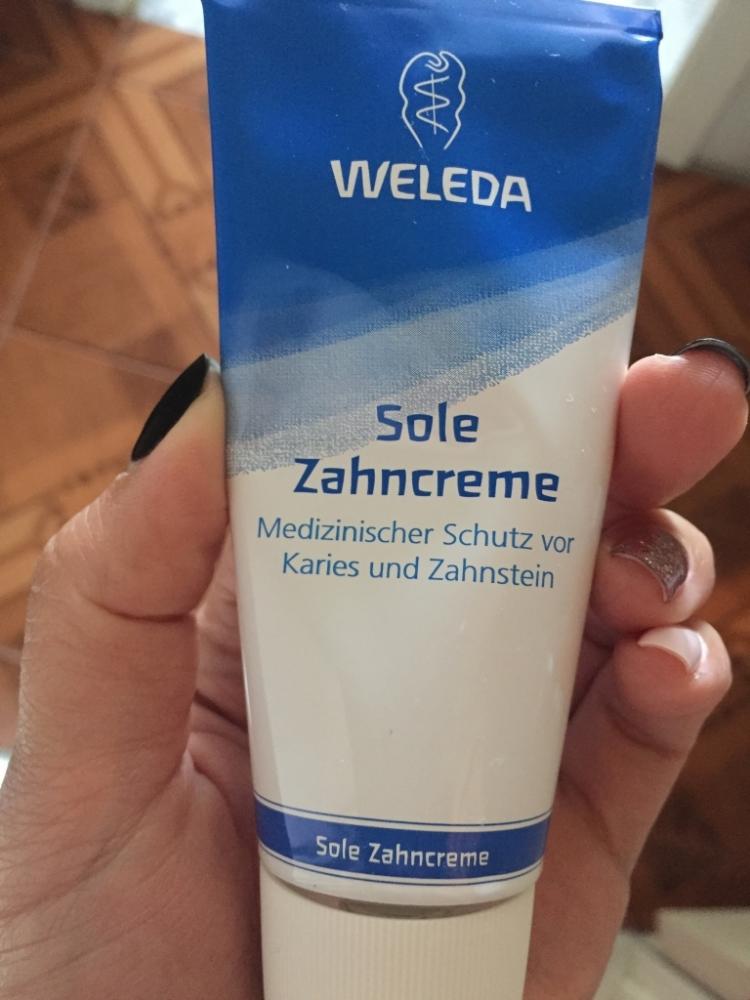 WELEDA
Sole
Zahncreme
Medizinischer Schutz vor
Karies und Zahnstein
Sole Zahncreme